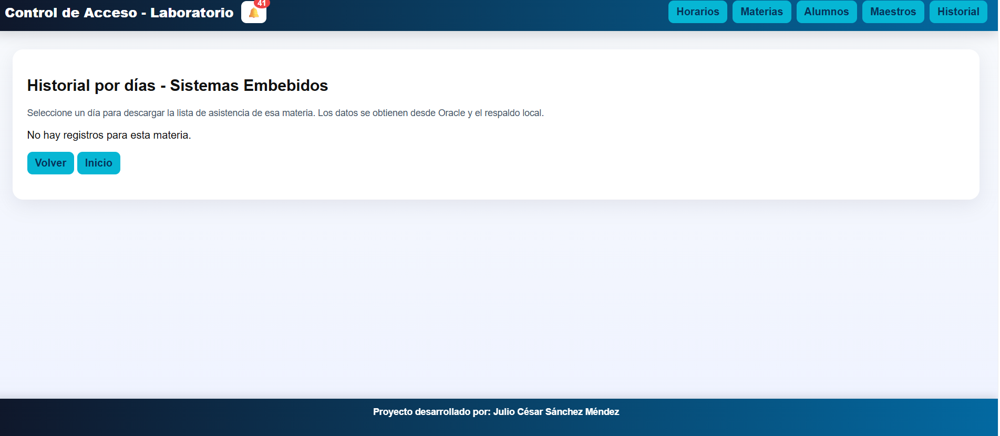 Control de Acceso - Laboratorio
41
Horarios
Materias
Alumnos
Maestros
Historial
Historial por días - Sistemas Embebidos
Seleccione un día para descargar la lista de asistencia de esa materia. Los datos se obtienen desde Oracle y el respaldo local.
No hay registros para esta materia.
Volver
Inicio
Proyecto desarrollado por: Julio César Sánchez Méndez